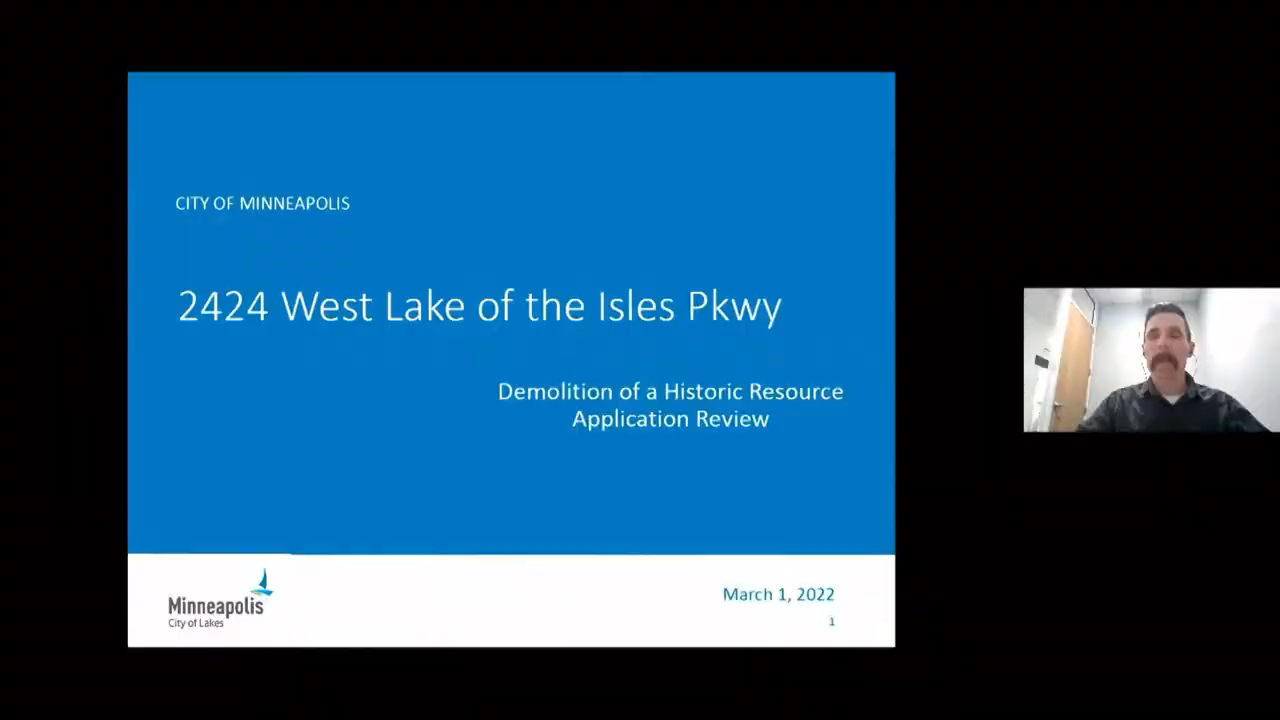 CITY OF MINNEAPOLIS
2424 West Lake of the Isles Pkwy
Demolition of a Historic Resource
Application Review
Minneapolis
City of Lakes
March 1, 2022
1